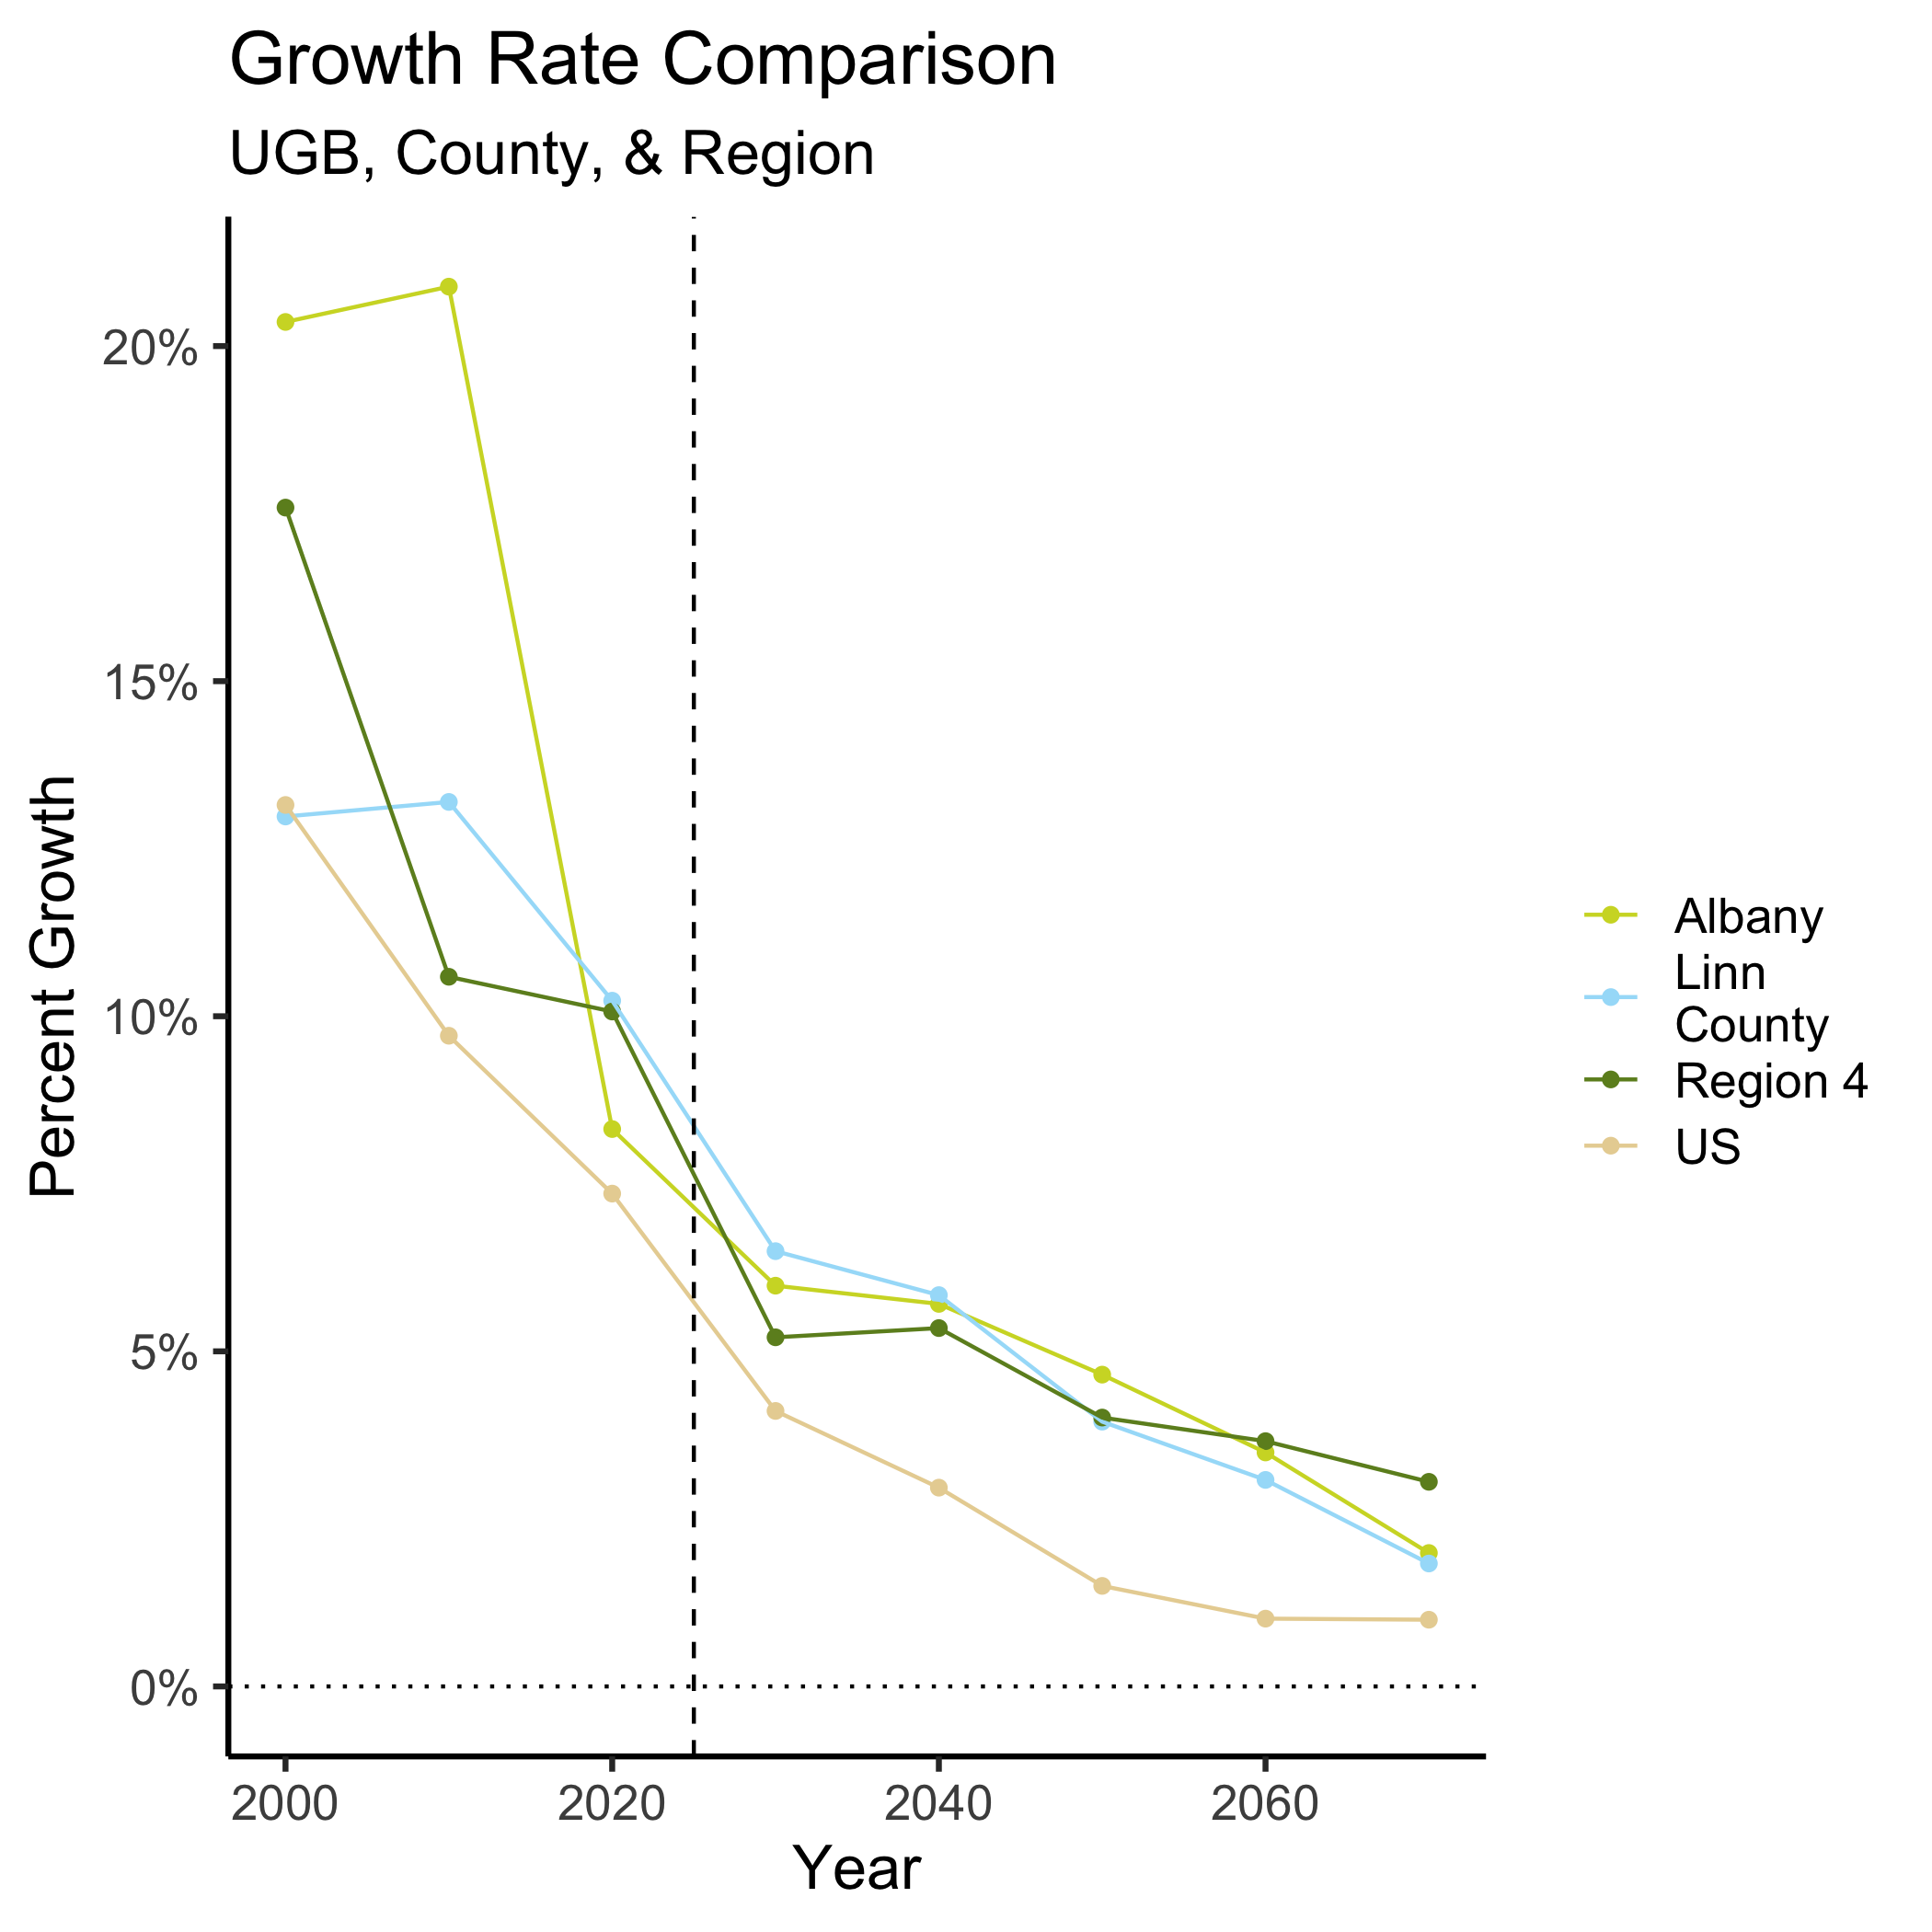 Growth Rate Comparison
UGB, County, & Region
Percent Growth
20%
15%
10%
5%
0%
2000
2020
2040
2060
Year
Albany
Linn
County
Region 4
US